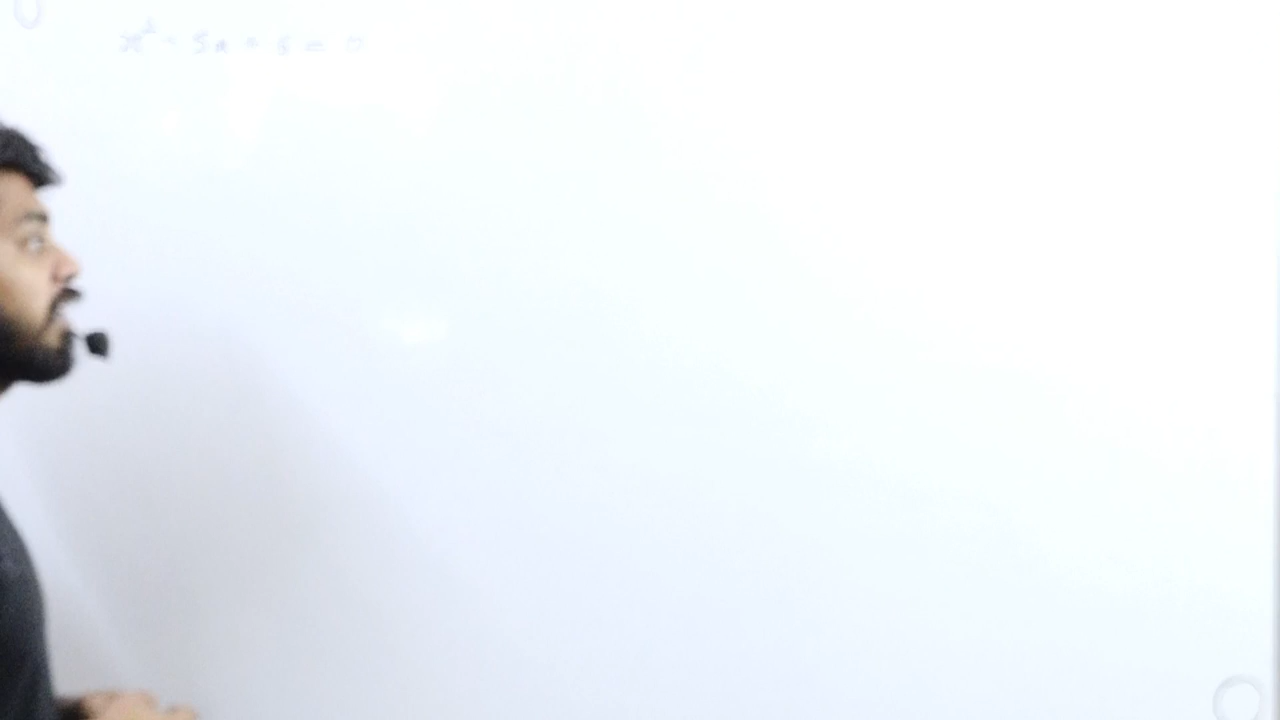 x² - 5x + 6 = 0